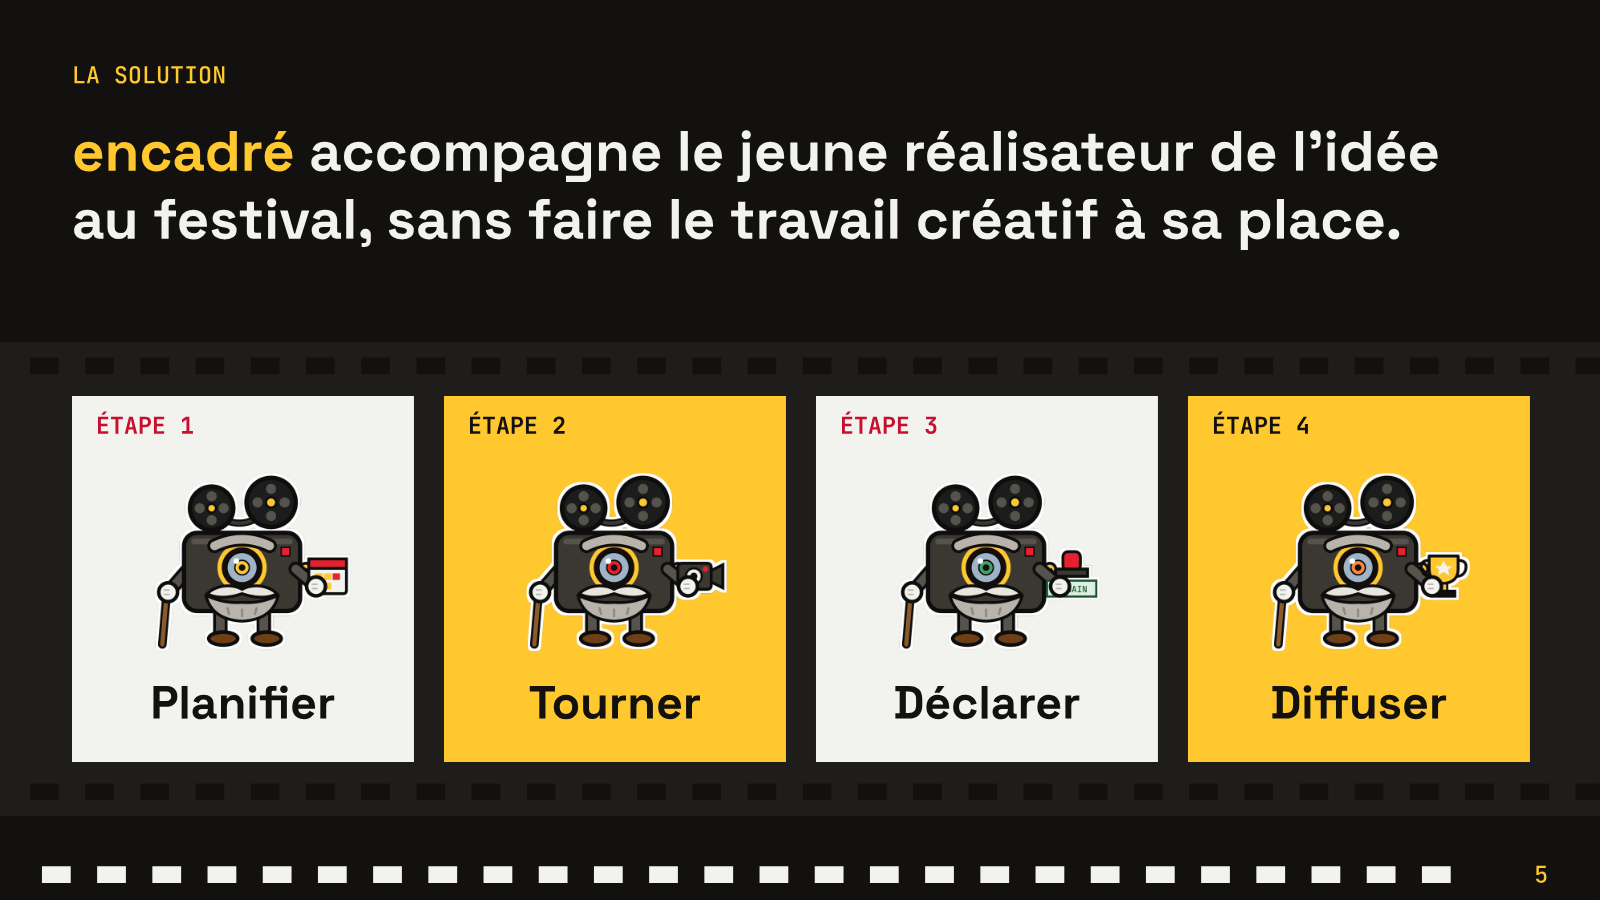 LA SOLUTION
encadré accompagne le jeune réalisateur de l’idée
au festival, sans faire le travail créatif à sa place.
ÉTAPE 1
Planifier
ÉTAPE 2
Tourner
ÉTAPE 3
Déclarer
ÉTAPE 4
Diffuser
5